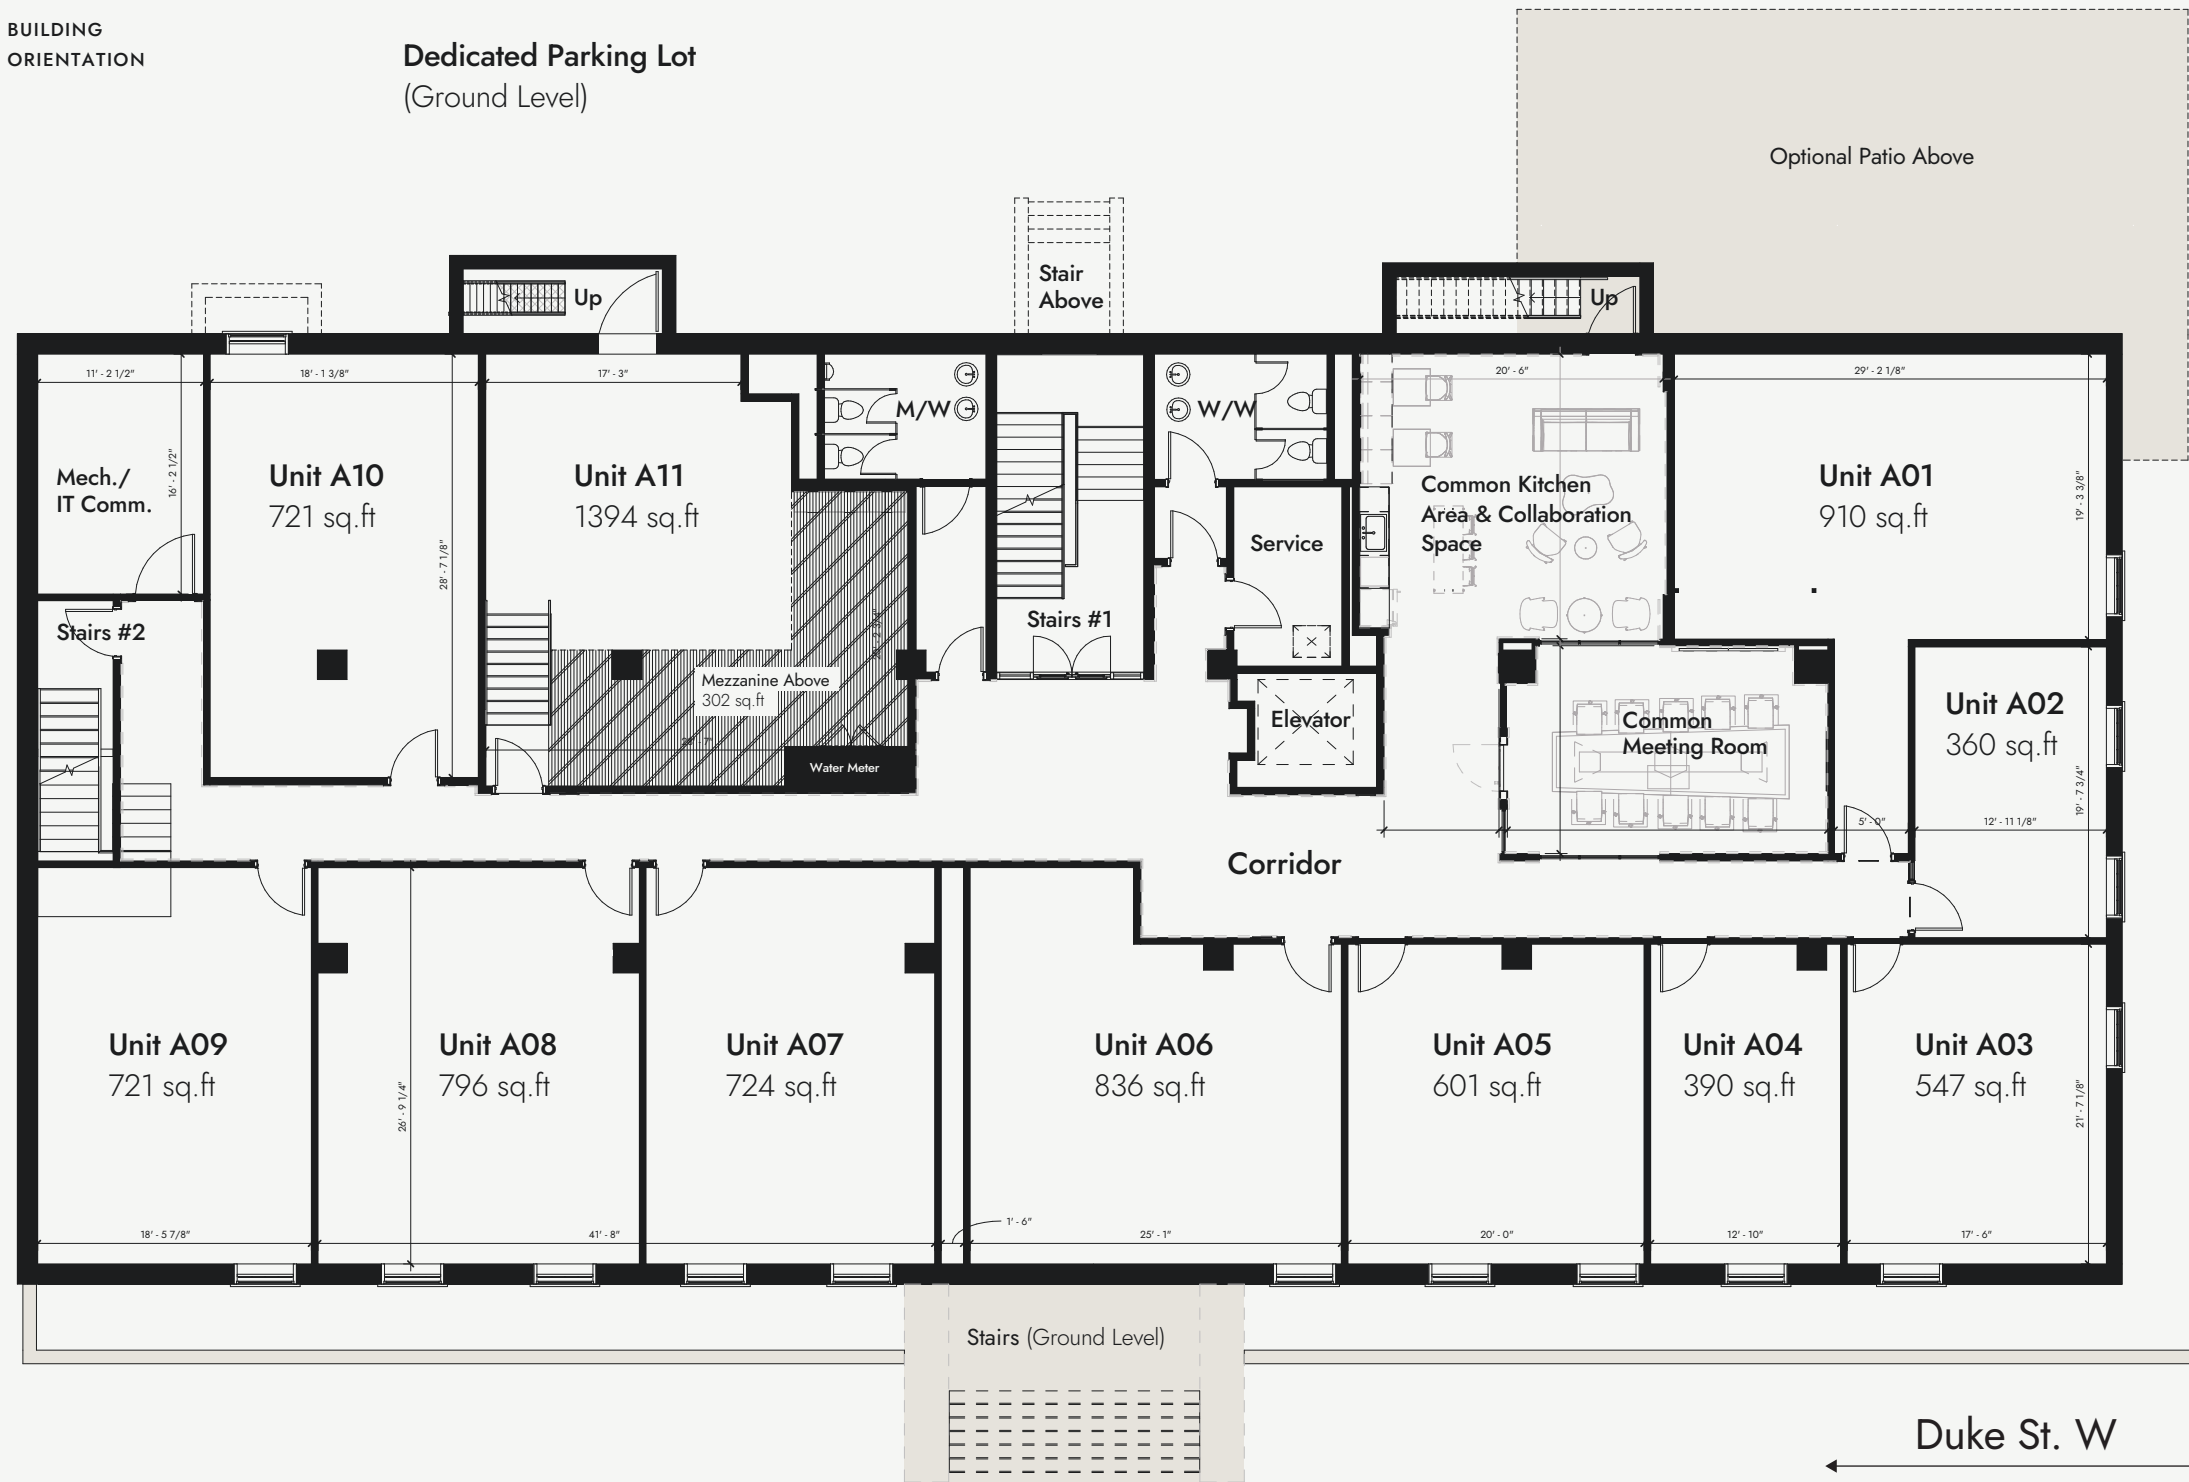 BUILDING
ORIENTATION
Dedicated Parking Lot
(Ground Level)
Optional Patio Above
Stair
Above
Up
Up
11' - 2 1/2"
18' - 1 3/8"
17' - 3"
20' - 6"
29' - 2 1/8"
M/W
W/W
Mech./
IT Comm.
16' - 2 1/2"
Unit A10
721 sq.ft
28' - 7 1/8"
Unit A11
1394 sq.ft
Common Kitchen
Area & Collaboration
Space
Unit A01
910 sq.ft
19' - 3 3/8"
Service
Stairs #2
Stairs #1
Mezzanine Above
302 sq.ft
Water Meter
Elevator
Common
Meeting Room
Unit A02
360 sq.ft
19' - 7 3/4"
5' - 0"
12' - 11 1/8"
Corridor
Unit A09
721 sq.ft
Unit A08
796 sq.ft
26' - 9 1/4"
Unit A07
724 sq.ft
Unit A06
836 sq.ft
Unit A05
601 sq.ft
Unit A04
390 sq.ft
Unit A03
547 sq.ft
21' - 7 1/8"
18' - 5 7/8"
41' - 8"
1' - 6"
25' - 1"
20' - 0"
12' - 10"
17' - 6"
Stairs (Ground Level)
Duke St. W